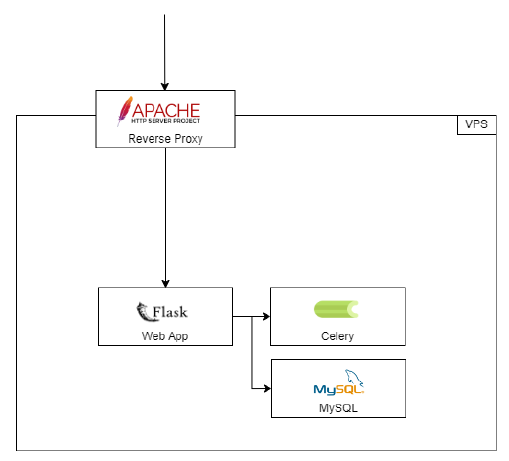 APACHE
HTTP SERVER PROJECT
Reverse Proxy
VPS
Flask
Web App
Celery
MySQL
MySQL